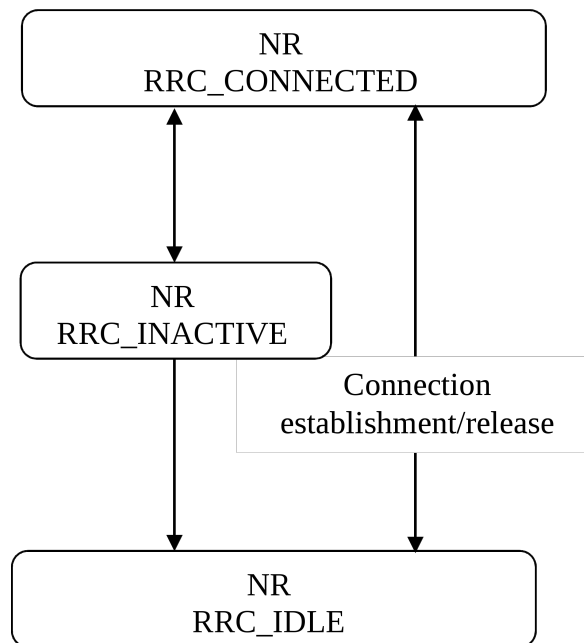 NR
RRC_CONNECTED
NR
RRC_INACTIVE
Connection
establishment/release
NR
RRC_IDLE